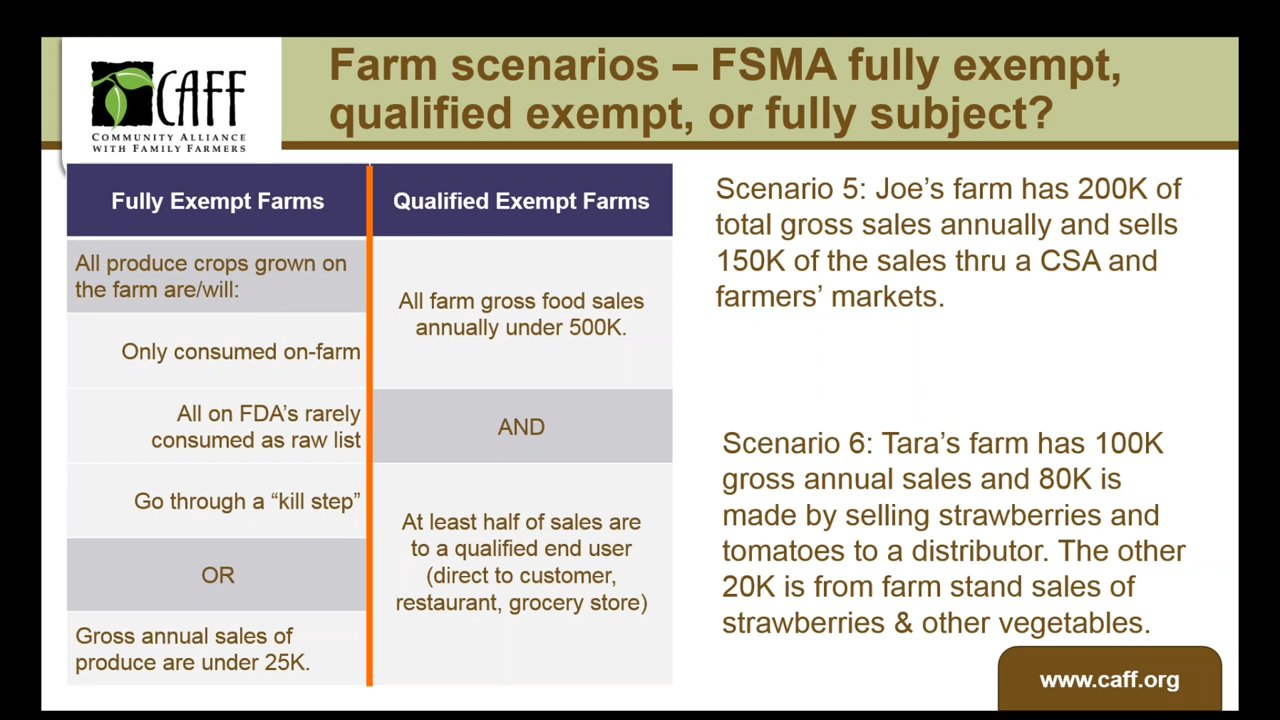 CAFF
COMMUNITY ALLIANCE
WITH FAMILY FARMERS
Farm scenarios – FSMA fully exempt,
qualified exempt, or fully subject?
Fully Exempt Farms
Qualified Exempt Farms
All produce crops grown on
the farm are/will:
Only consumed on-farm
All on FDA's rarely
consumed as raw list
Go through a “kill step”
OR
Gross annual sales of
produce are under 25K.
All farm gross food sales
annually under 500K.
AND
At least half of sales are
to a qualified end user
(direct to customer,
restaurant, grocery store)
Scenario 5: Joe’s farm has 200K of
total gross sales annually and sells
150K of the sales thru a CSA and
farmers’ markets.
Scenario 6: Tara’s farm has 100K
gross annual sales and 80K is
made by selling strawberries and
tomatoes to a distributor. The other
20K is from farm stand sales of
strawberries & other vegetables.
www.caff.org